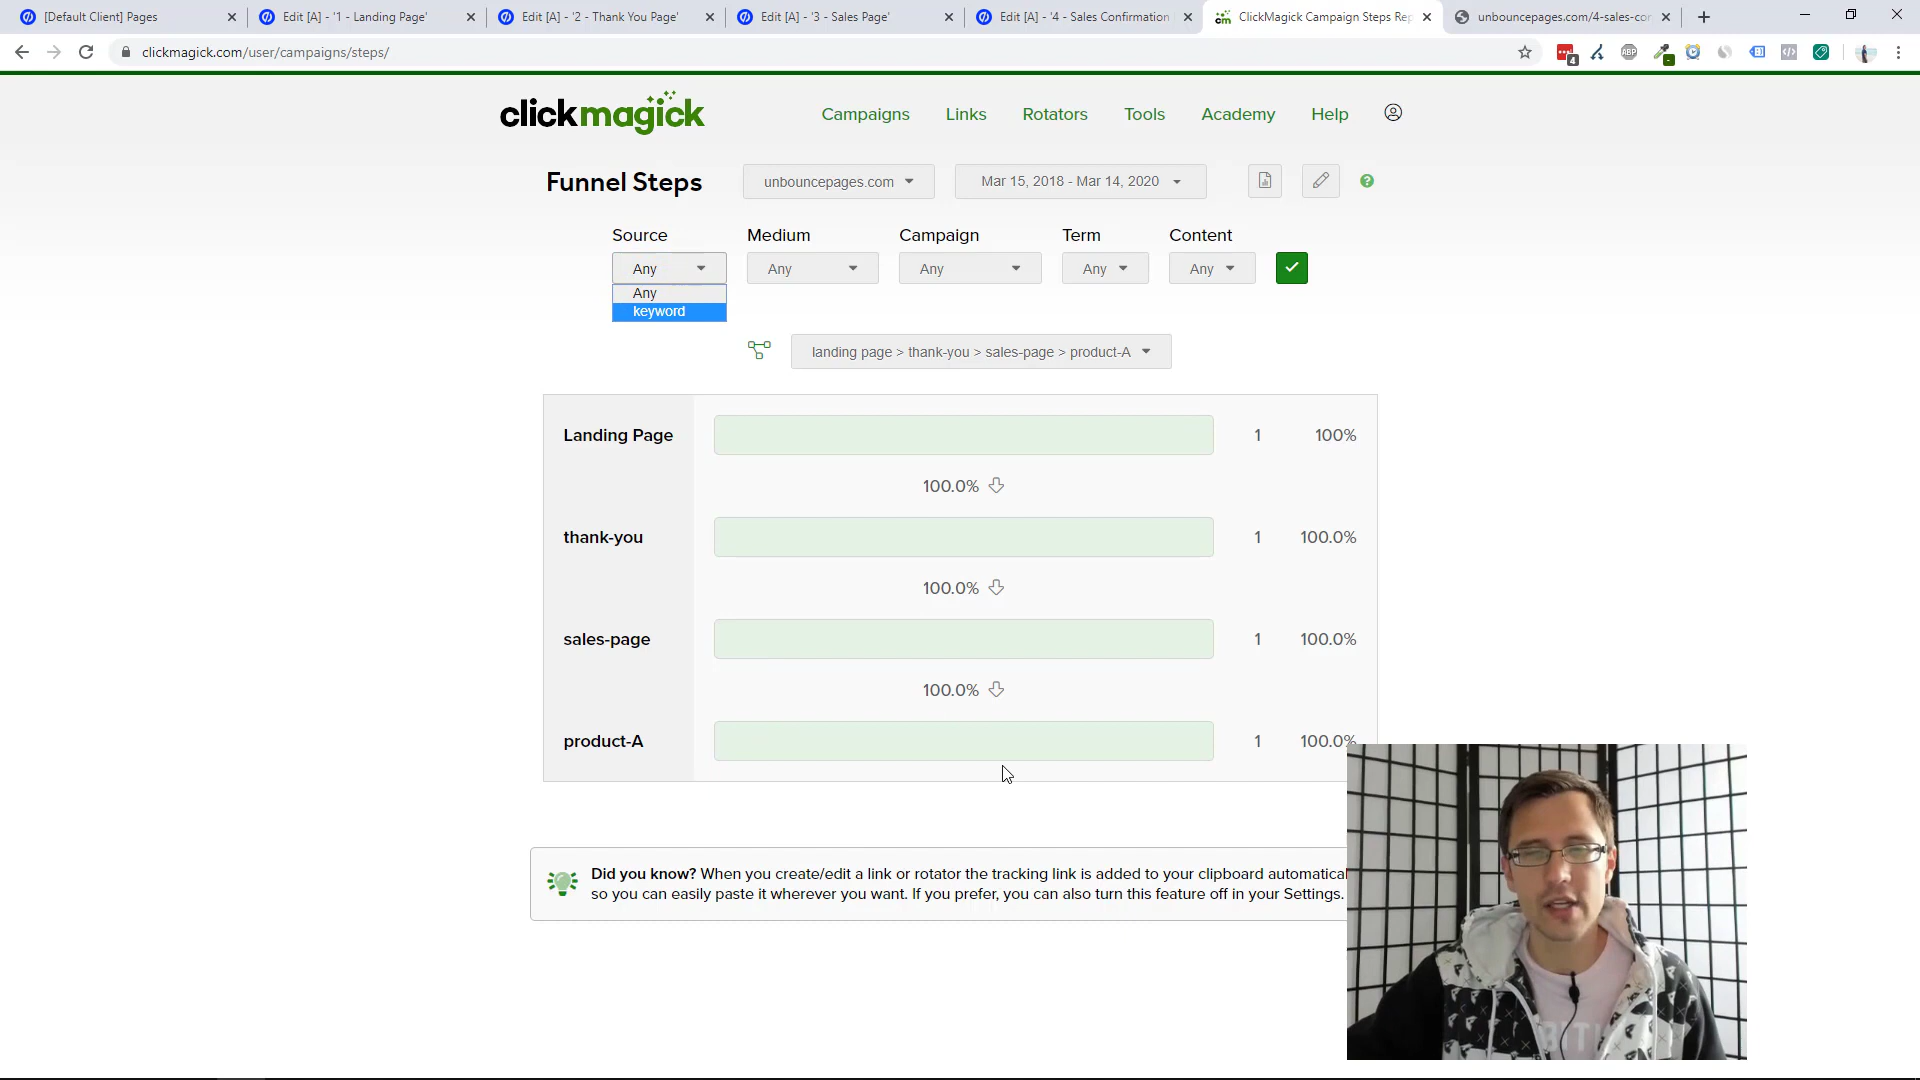 [Default Client] Pages
Edit [A] - '1 - Landing Page'
Edit [A] - '2 - Thank You Page'
Edit [A] - '3 - Sales Page'
Edit [A] - '4 - Sales Confirmation
ClickMagick Campaign Steps Rep
unbouncepages.com/4-sales-con
clickmagick.com/user/campaigns/steps/
4
ABP
clickmagick
Campaigns
Links
Rotators
Tools
Academy
Help
Funnel Steps
unbouncepages.com
Mar 15, 2018 - Mar 14, 2020
Source
Medium
Campaign
Term
Content
Any
Any
Any
Any
Any
Any
keyword
landing page > thank-you > sales-page > product-A
Landing Page
1
100%
100.0%
thank-you
1
100.0%
100.0%
sales-page
1
100.0%
100.0%
product-A
1
100.0%
Did you know? When you create/edit a link or rotator the tracking link is added to your clipboard automatica
so you can easily paste it wherever you want. If you prefer, you can also turn this feature off in your Settings.